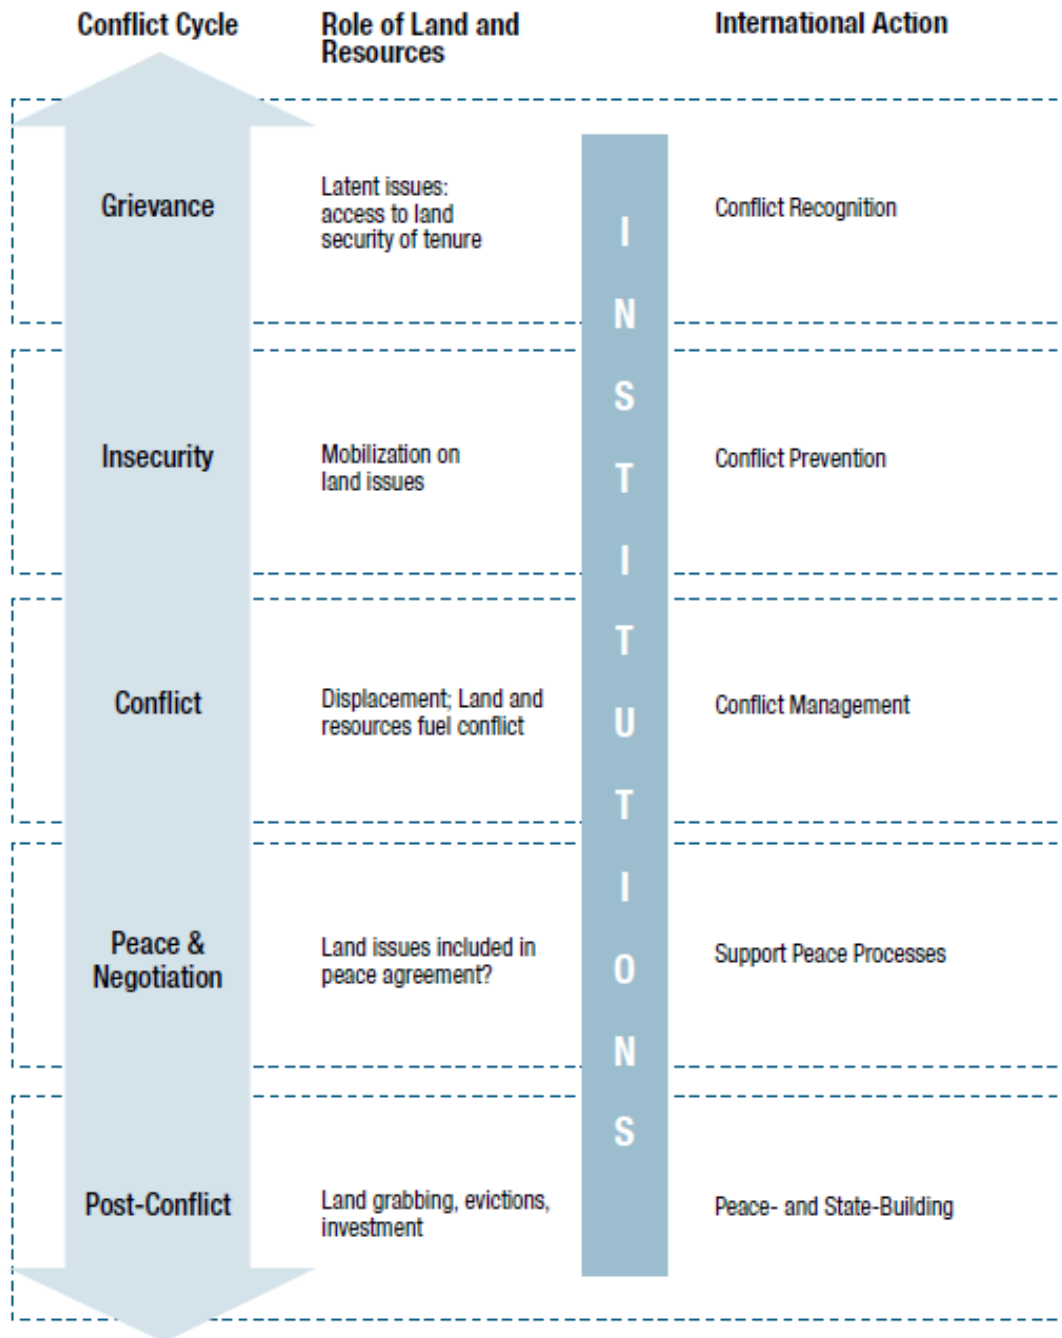 Conflict Cycle
Role of Land and
Resources
International Action
Grievance
Latent issues:
access to land
security of tenure
Conflict Recognition
Insecurity
Mobilization on
land issues
Conflict Prevention
Conflict
Displacement; Land and
resources fuel conflict
Conflict Management
Peace &
Negotiation
Land issues included in
peace agreement?
Support Peace Processes
Post-Conflict
Land grabbing, evictions,
investment
Peace- and State-Building
INSTITUTIONS